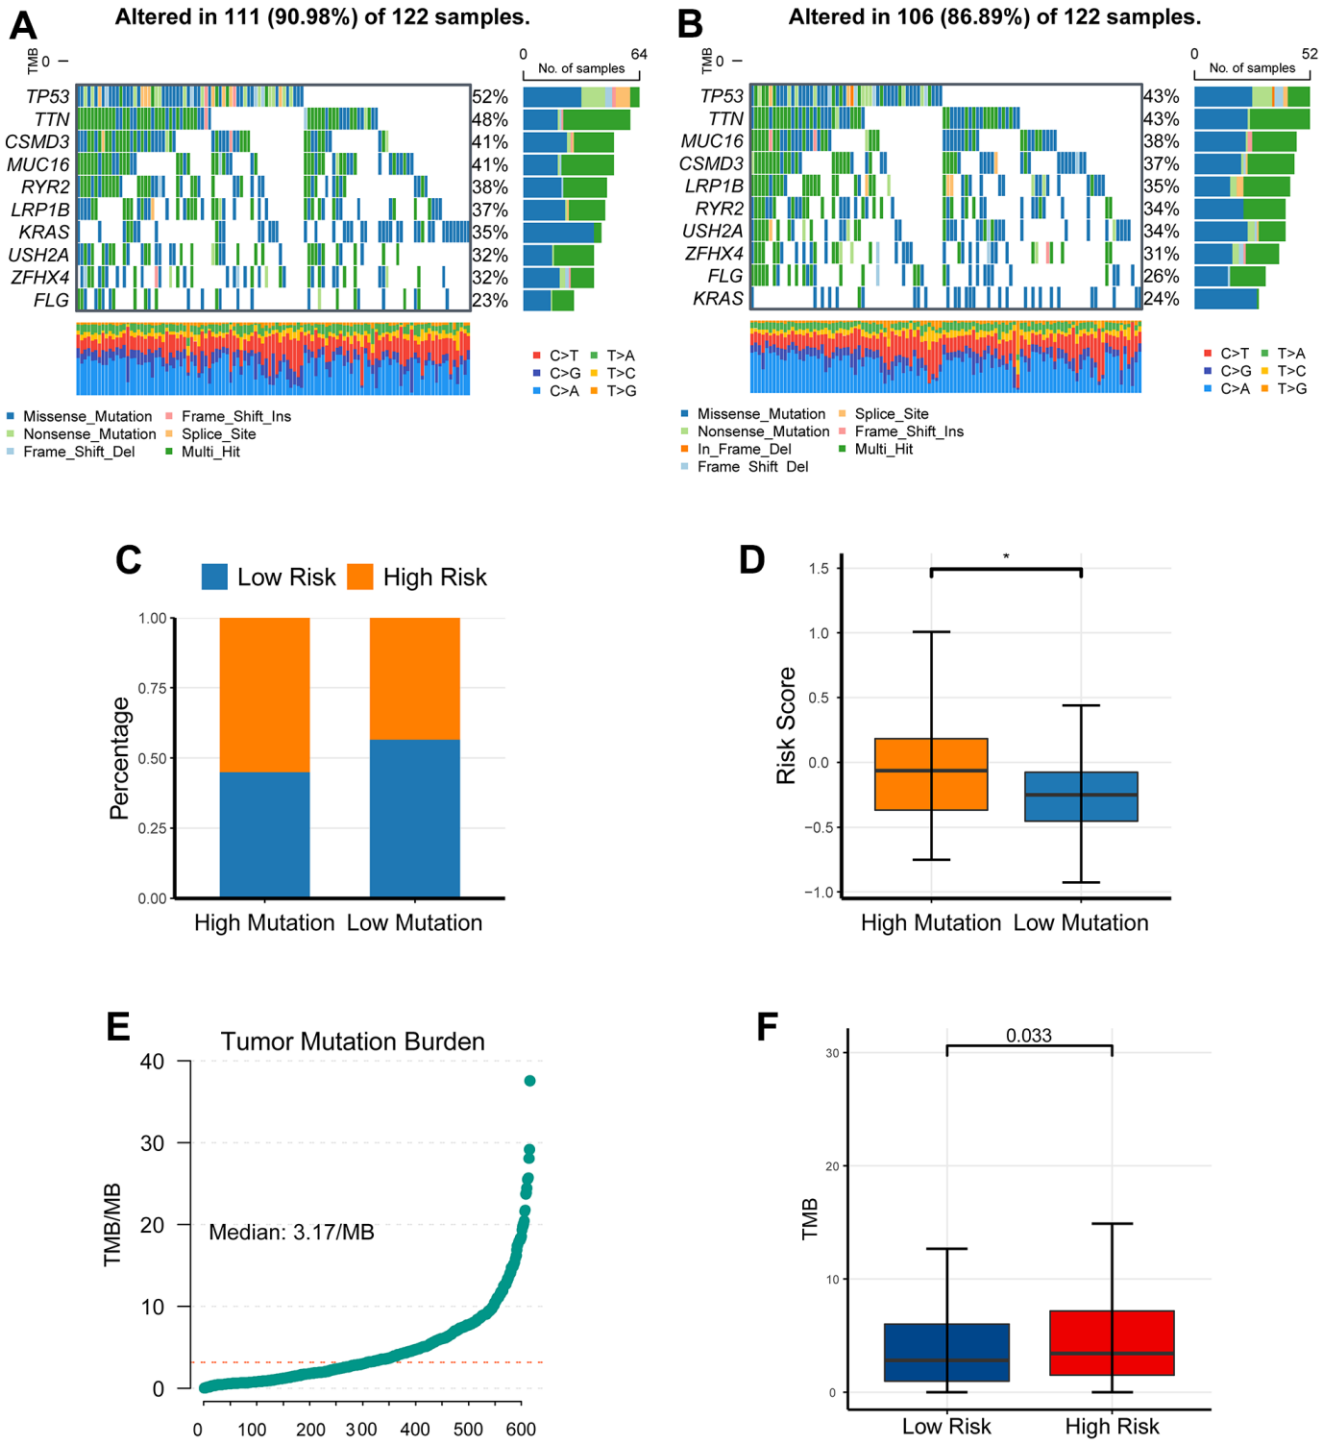 A
Altered in 111 (90.98%) of 122 samples.
TMB
0
0 64
No. of samples
TP53 52%
TTN 48%
CSMD3 41%
MUC16 41%
RYR2 38%
LRP1B 37%
KRAS 35%
USH2A 32%
ZFHX4 32%
FLG 23%
C>T T>A
C>G T>C
C>A T>G
Missense_Mutation Frame_Shift_Ins
Nonsense_Mutation Splice_Site
Frame_Shift_Del Multi_Hit
B
Altered in 106 (86.89%) of 122 samples.
TMB
0
0 52
No. of samples
TP53 43%
TTN 43%
MUC16 38%
CSMD3 37%
LRP1B 35%
RYR2 34%
USH2A 34%
ZFHX4 31%
FLG 26%
KRAS 24%
C>T T>A
C>G T>C
C>A T>G
Missense_Mutation Splice_Site
Nonsense_Mutation Frame_Shift_Ins
In_Frame_Del Multi_Hit
Frame Shift Del
C
Low Risk High Risk
Percentage
1.00
0.75
0.50
0.25
0.00
High Mutation Low Mutation
D
*
Risk Score
1.5
1.0
0.5
0.0
−0.5
−1.0
High Mutation Low Mutation
E
Tumor Mutation Burden
TMB/MB
40
30
20
10
0
Median: 3.17/MB
0 100 200 300 400 500 600
F
0.033
TMB
30
20
10
0
Low Risk High Risk